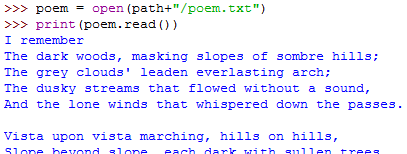 >>> poem = open(path+"/poem.txt")
>>> print(poem.read())
I remember
The dark woods, masking slopes of sombre hills;
The grey clouds' leaden everlasting arch;
The dusky streams that flowed without a sound,
And the lone winds that whispered down the passes.

Vista upon vista marching, hills on hills,
Slope beyond slope, each dark with sullen trees,